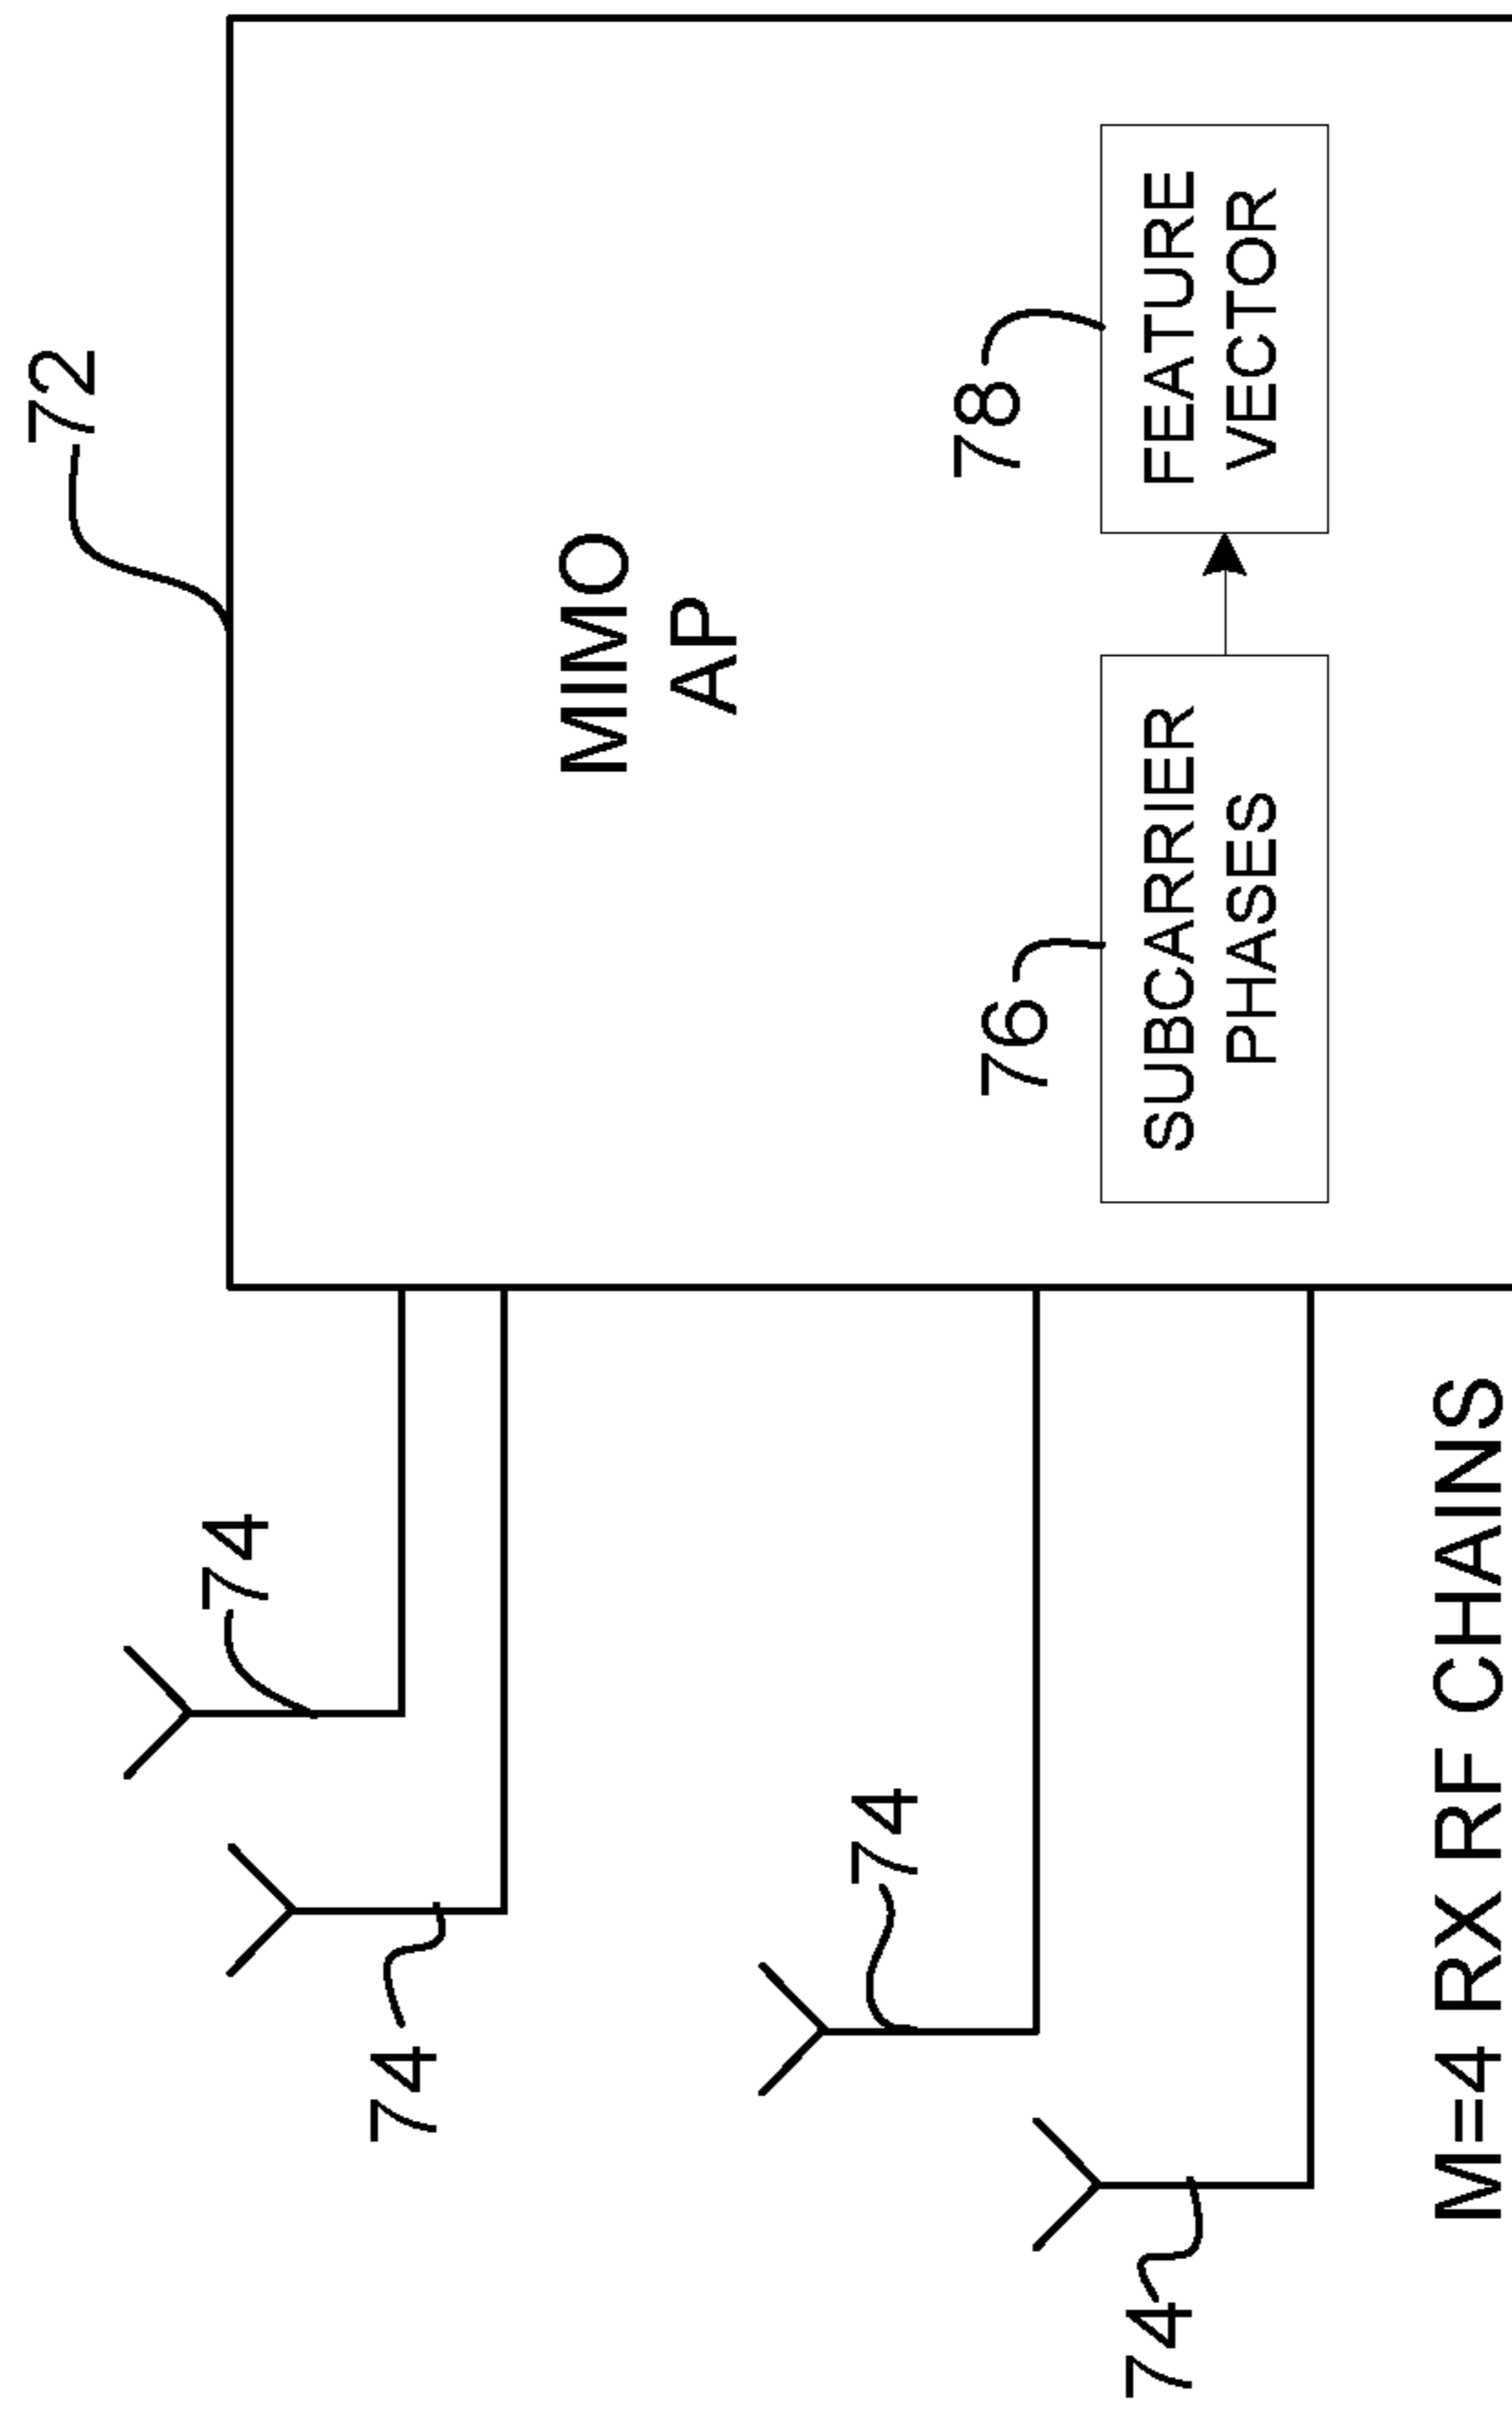 72
MIMO
AP
74
74
74
74
76
SUBCARRIER
PHASES
78
FEATURE
VECTOR
M=4 RX RF CHAINS